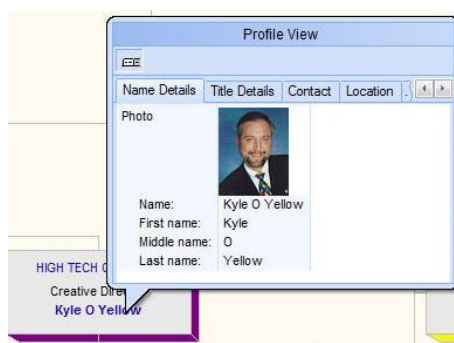 Profile View
Name Details Title Details Contact Location
Photo
Name: Kyle O Yellow
First name: Kyle
Middle name: O
Last name: Yellow
HIGH TECH
Creative
Kyle O Yellow